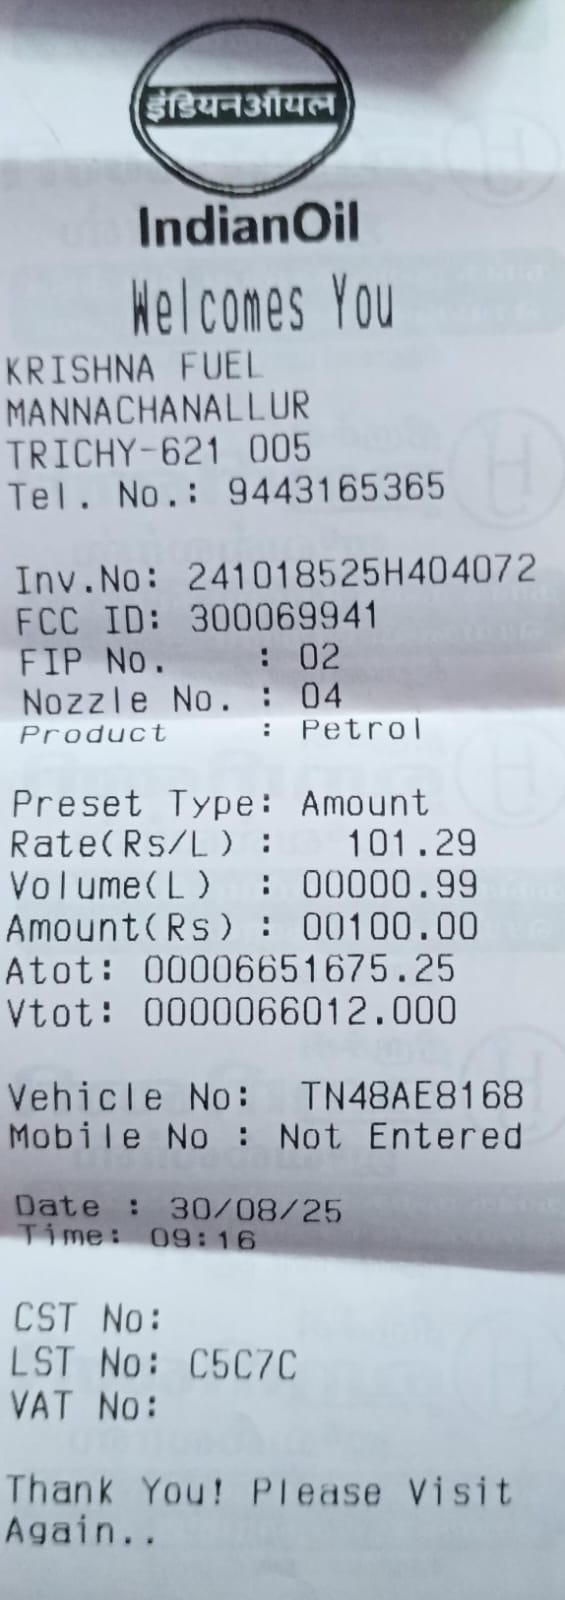 इंडियनऑयल
IndianOil
Welcomes You
KRISHNA FUEL
MANNACHANALLUR
TRICHY-621 005
Tel. No.: 9443165365
Inv.No: 241018525H404072
FCC ID: 300069941
FIP No. : 02
Nozzle No. : 04
Product : Petrol
Preset Type: Amount
Rate(Rs/L) : 101.29
Volume(L) : 00000.99
Amount(Rs) : 00100.00
Atot: 00006651675.25
Vtot: 0000066012.000
Vehicle No: TN48AE8168
Mobile No : Not Entered
Date : 30/08/25
Time: 09:16
CST No:
LST No: C5C7C
VAT No:
Thank You! Please Visit
Again..